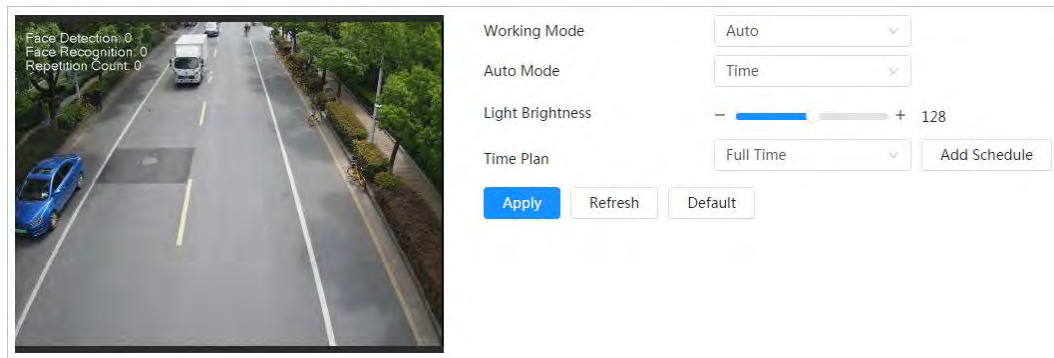 Face Detection: 0
Face Recognition: 0
Repetition Count: 0
Working Mode Auto
Auto Mode Time
Light Brightness − + 128
Time Plan Full Time Add Schedule
Apply Refresh Default